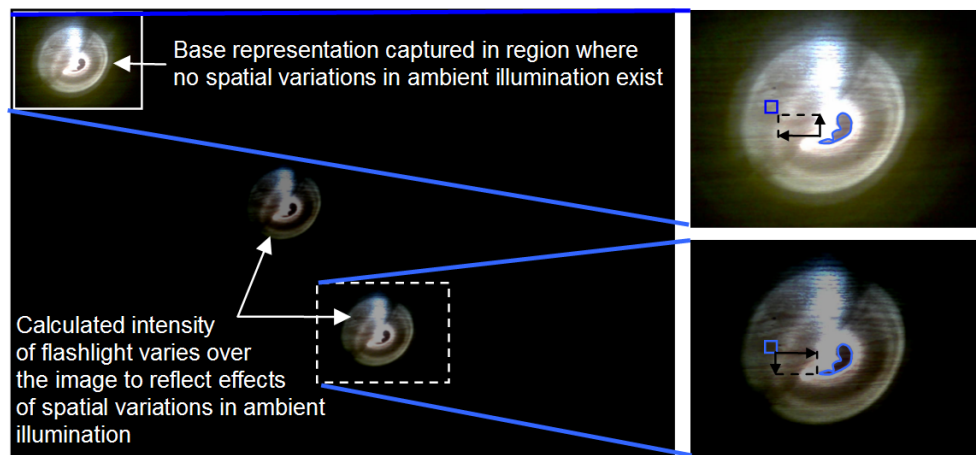 Base representation captured in region where
no spatial variations in ambient illumination exist
Calculated intensity
of flashlight varies over
the image to reflect effects
of spatial variations in ambient
illumination